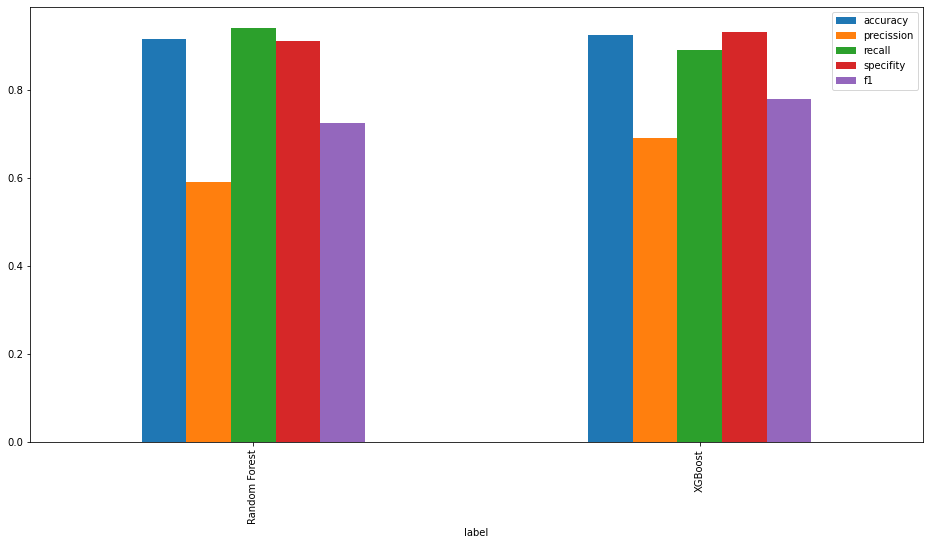 accuracy
precission
recall
specifity
f1
0.8
0.6
0.4
0.2
0.0
Random Forest
XGBoost
label